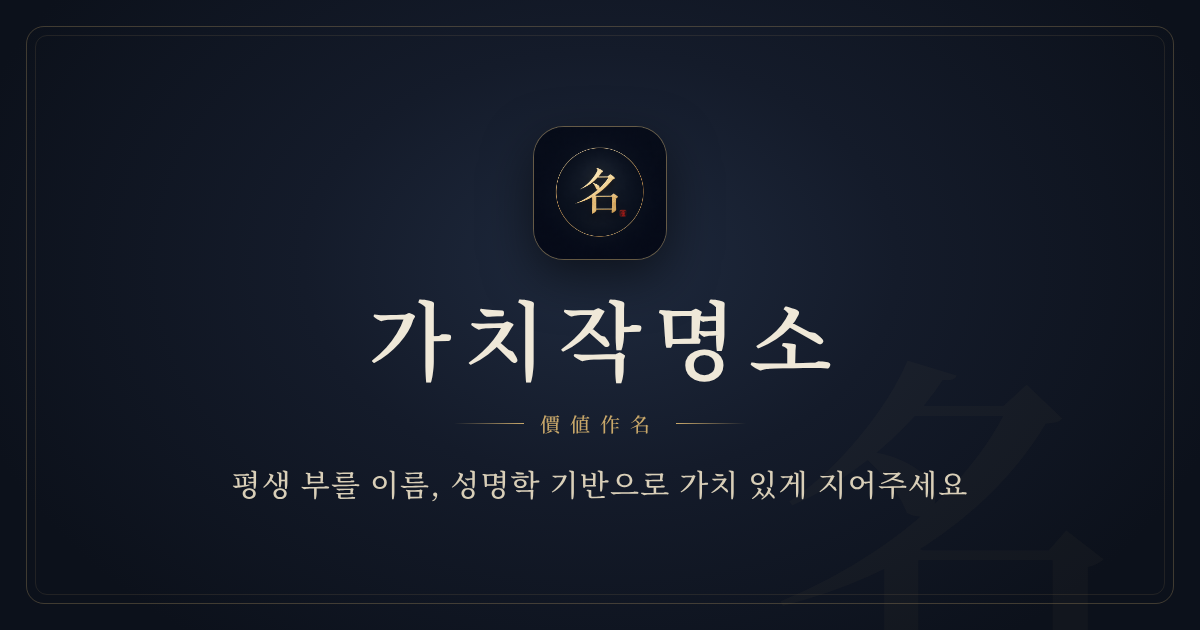 名
가치작명소
價値作名
평생 부를 이름, 성명학 기반으로 가치 있게 지어주세요
名